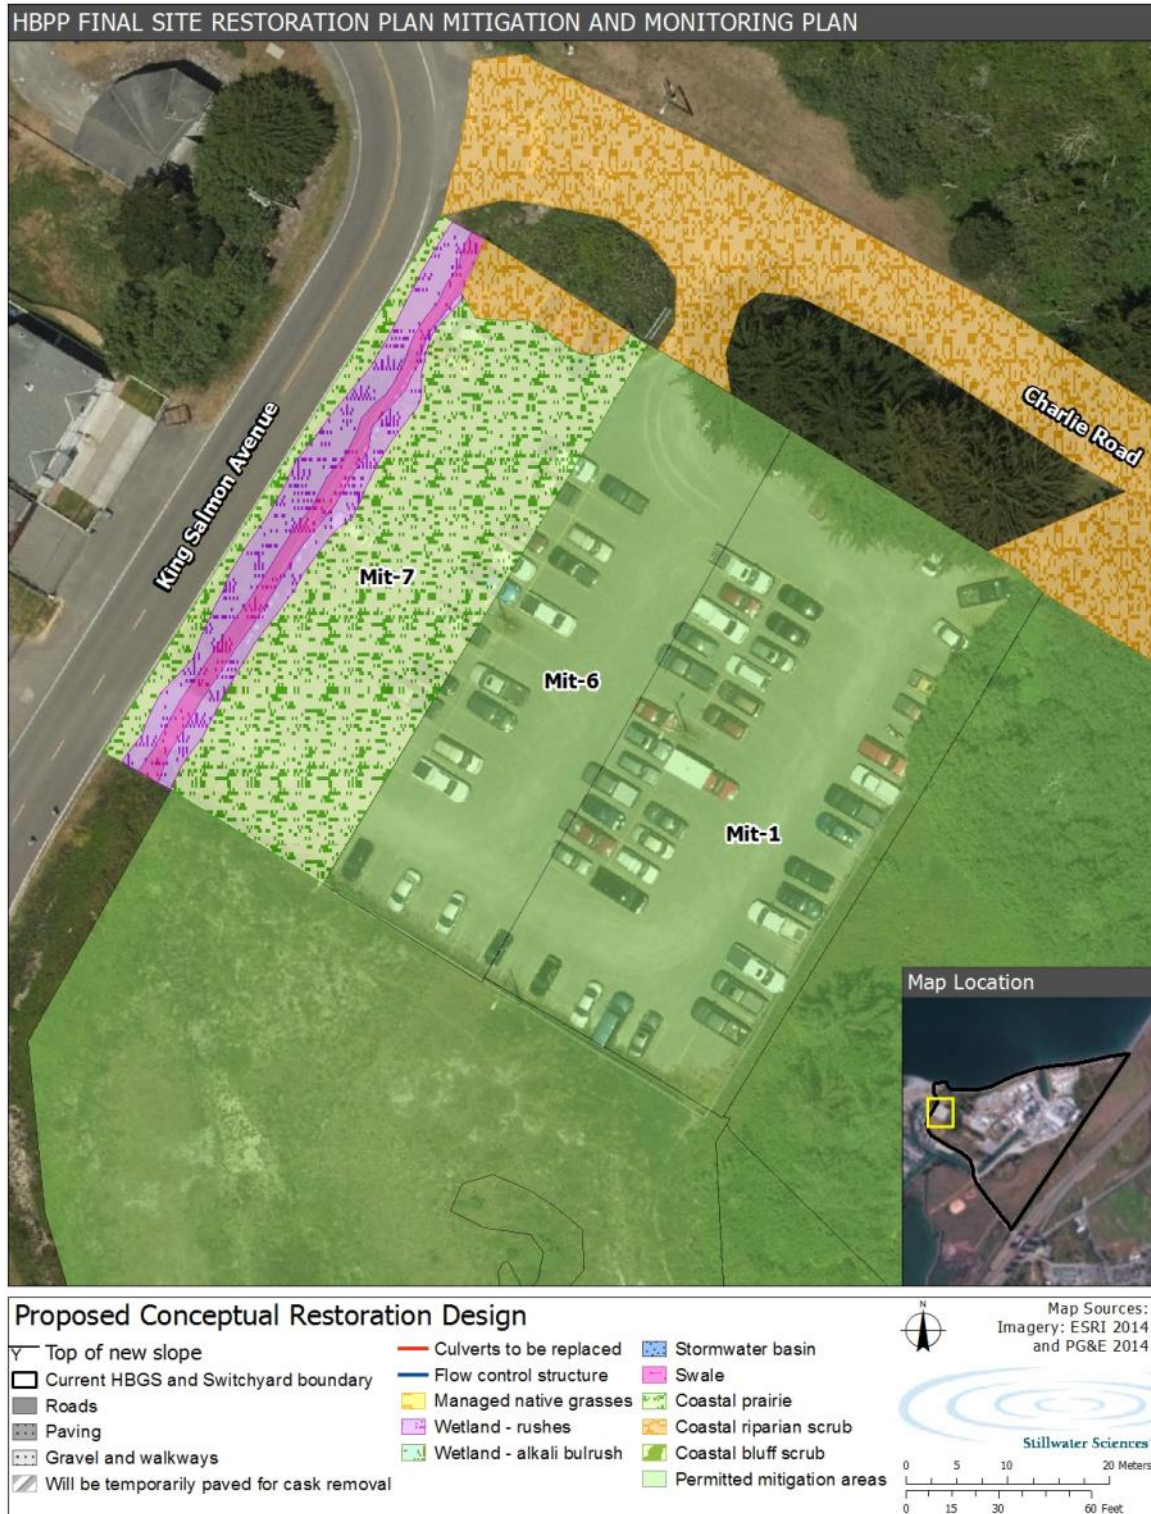 HBPP FINAL SITE RESTORATION PLAN MITIGATION AND MONITORING PLAN
King Salmon Avenue
Charlie Road
Mit-7
Mit-6
Mit-1
Map Location
Proposed Conceptual Restoration Design
Top of new slope
Current HBGS and Switchyard boundary
Roads
Paving
Gravel and walkways
Will be temporarily paved for cask removal
Culverts to be replaced
Flow control structure
Managed native grasses
Wetland - rushes
Wetland - alkali bulrush
Stormwater basin
Swale
Coastal prairie
Coastal riparian scrub
Coastal bluff scrub
Permitted mitigation areas
N
Map Sources:
Imagery: ESRI 2014
and PG&E 2014
Stillwater Sciences
0 5 10 20 Meters
0 15 30 60 Feet